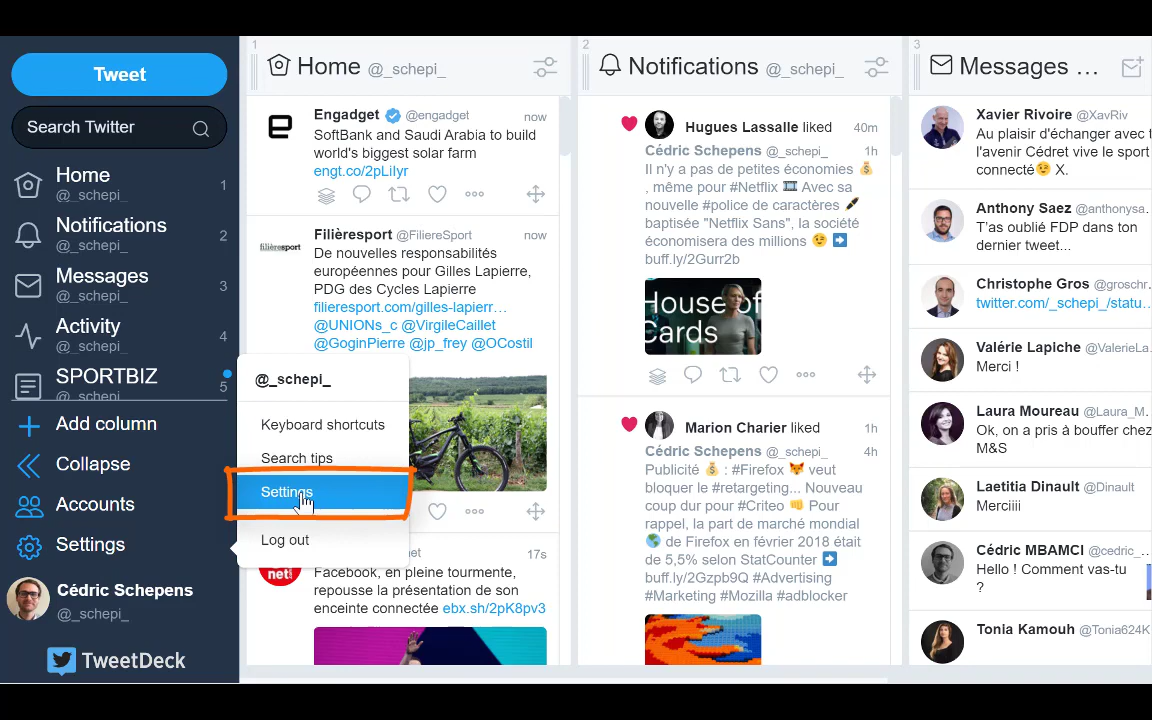 Tweet
Search Twitter
Home
@_schepi_
1
Notifications
@_schepi_
2
Messages
@_schepi_
3
Activity
@_schepi_
4
SPORTBIZ
@_schepi_
5
Add column
Collapse
Accounts
Settings
Cédric Schepens
@_schepi_
TweetDeck
@_schepi_
Keyboard shortcuts
Search tips
Settings
Log out
1
Home @_schepi_
Engadget @engadget now
SoftBank and Saudi Arabia to build
world's biggest solar farm
engt.co/2pLiIyr
filièresport
Filièresport @FiliereSport now
De nouvelles responsabilités
européennes pour Gilles Lapierre,
PDG des Cycles Lapierre
filieresport.com/gilles-lapierr…
@UNIONs_c @VirgileCaillet
@GoginPierre @jp_frey @OCostil
net!
et 17s
Facebook, en pleine tourmente,
repousse la présentation de son
enceinte connectée ebx.sh/2pK8pv3
2
Notifications @_schepi_
Hugues Lassalle liked 40m
Cédric Schepens @_schepi_ 1h
Il n'y a pas de petites économies 💰
, même pour #Netflix 🎞 Avec sa
nouvelle #police de caractères 🖋
baptisée "Netflix Sans", la société
économisera des millions 😉 ➡
buff.ly/2Gurr2b
House of
Cards
Marion Charier liked 1h
Cédric Schepens @_schepi_ 4h
Publicité 💰 : #Firefox 🦊 veut
bloquer le #retargeting... Nouveau
coup dur pour #Criteo 👊 Pour
rappel, la part de marché mondial
🌎 de Firefox en février 2018 était
de 5,5% selon StatCounter ➡
buff.ly/2Gzpb9Q #Advertising
#Marketing #Mozilla #adblocker
3
Messages ...
Xavier Rivoire @XavRiv
Au plaisir d'échanger avec t
l'avenir Cédret vive le sport
connecté😉 X.
Anthony Saez @anthonysa..
T'as oublié FDP dans ton
dernier tweet...
Christophe Gros @groschr..
twitter.com/_schepi_/statu..
Valérie Lapiche @ValerieLa..
Merci !
Laura Moureau @Laura_M..
Ok, on a pris à bouffer chez
M&S
Laetitia Dinault @Dinault
Merciiii
Cédric MBAMCI @cedric_..
Hello ! Comment vas-tu
?
Tonia Kamouh @Tonia624K